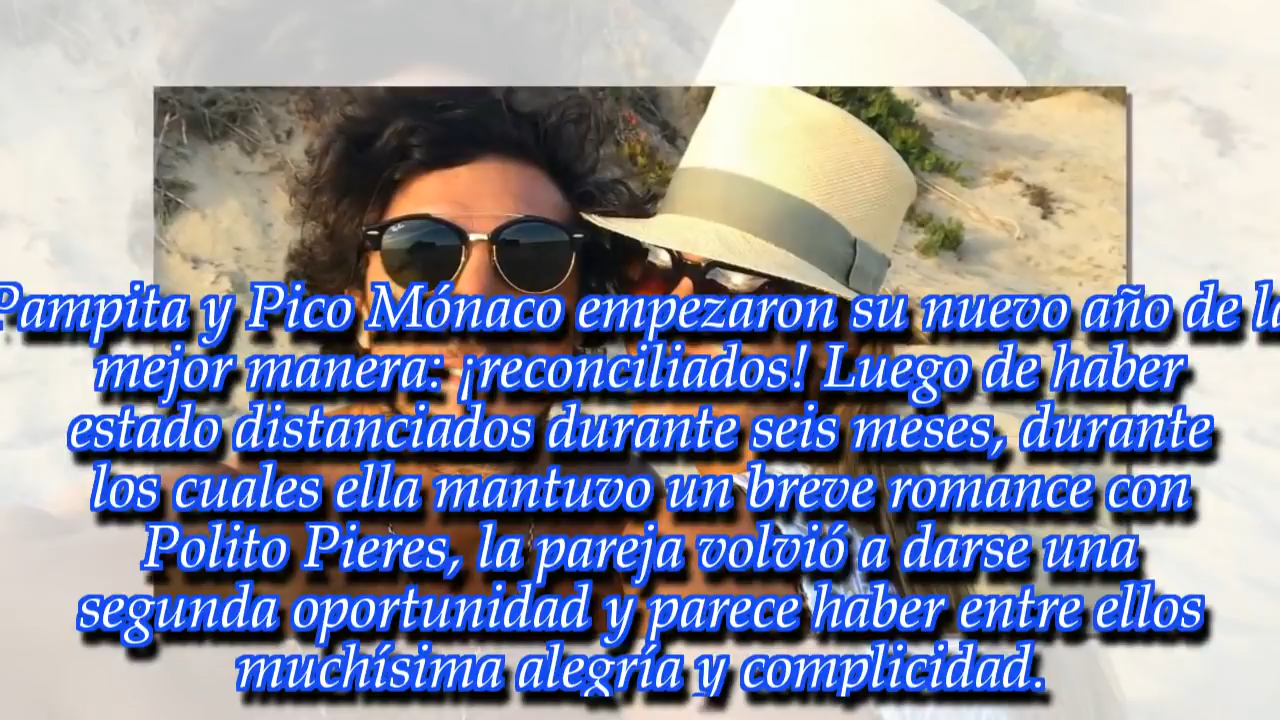 Pampita y Pico Mónaco empezaron su nuevo año de la
mejor manera: ¡reconciliados! Luego de haber
estado distanciados durante seis meses, durante
los cuales ella mantuvo un breve romance con
Polito Pieres, la pareja volvió a darse una
segunda oportunidad y parece haber entre ellos
muchísima alegría y complicidad.